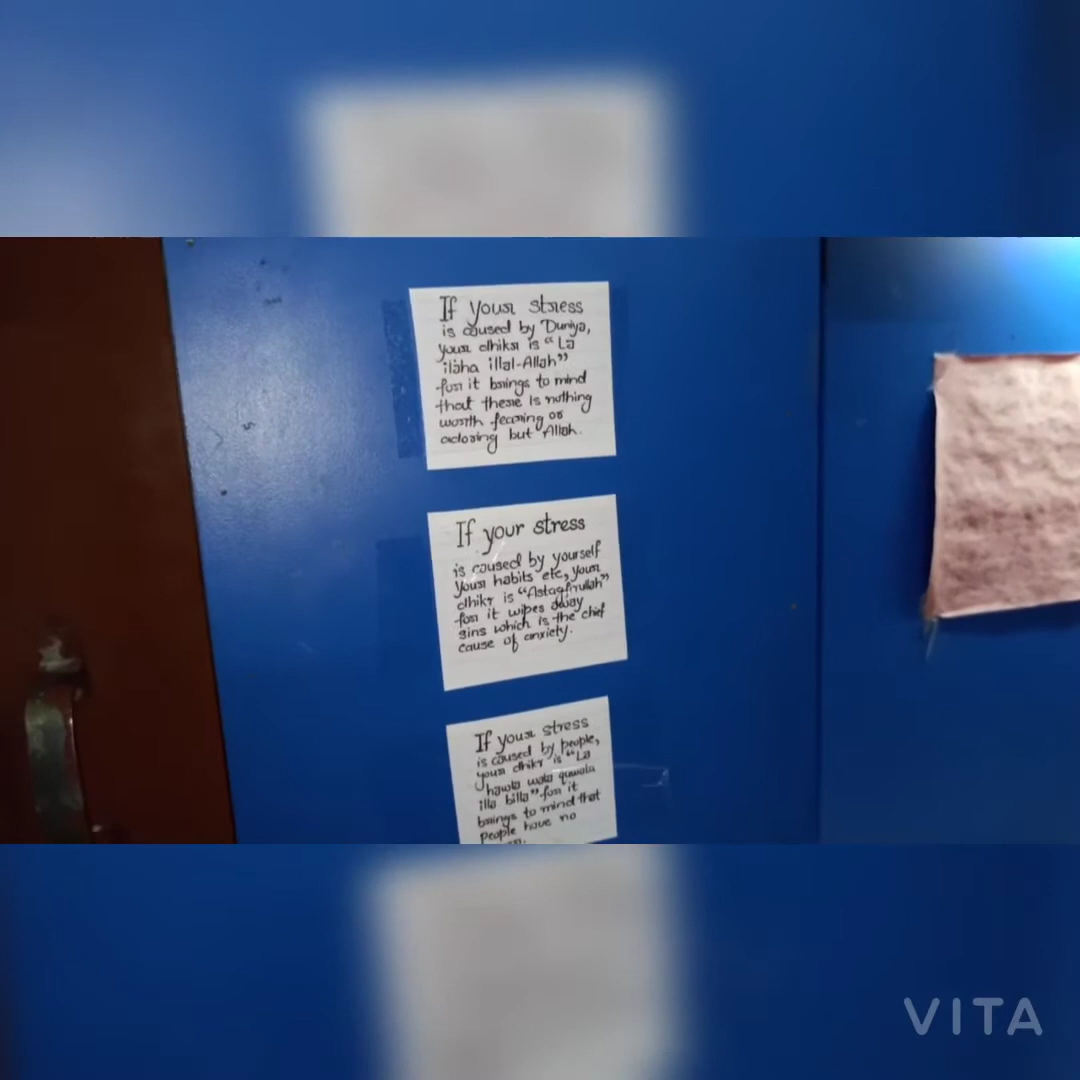 If your stress
is caused by Duniya,
your dhikr is "La
ilaha illal-Allah"
for it brings to mind
that there is nothing
worth fearing or
adoring but Allah.
If your stress
is caused by yourself
your habits etc, your
dhikr is "Astaghfirullah"
for it wipes away
sins which is the chief
cause of anxiety.
If your stress
is caused by people,
your dhikr is "La
hawla wala quwata
illa billa" for it
brings to mind that
people have no
VITA